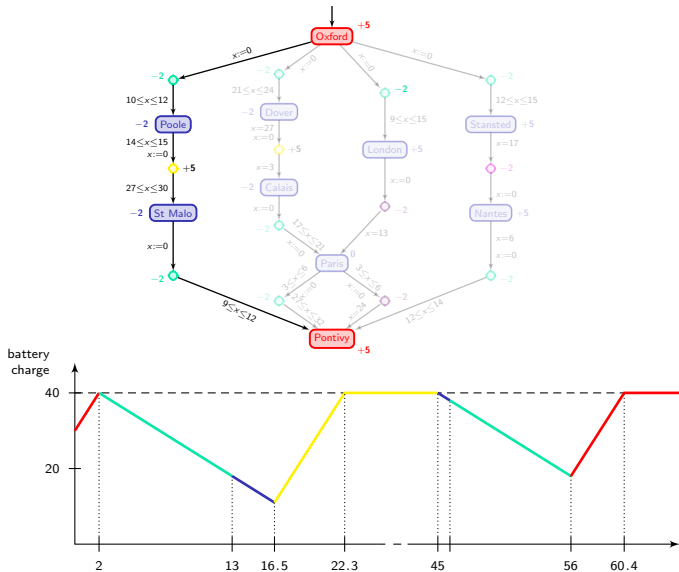 Oxford +5
x:=0 x:=0 x:=0 x:=0
−2 −2 −2 −2
10≤x≤12 21≤x≤24 9≤x≤15 12≤x≤15
−2 Poole −2 Dover Stansted +5
14≤x≤15 x=27 London +5 x=17
x:=0 x:=0
+5 +5 −2
27≤x≤30 x=3 x:=0 x:=0
−2 St Malo −2 Calais −2 Nantes +5
x:=0 x:=0 x=6
−2 17≤x≤21 x=13 x:=0
x:=0
Paris 0
−2 3≤x≤6 3≤x≤6 −2
x:=0 x:=0
−2 −2
9≤x≤12 27≤x≤32 x=24 12≤x≤14
Pontivy
+5
battery
charge
40
20
2 13 16.5 22.3 45 56 60.4